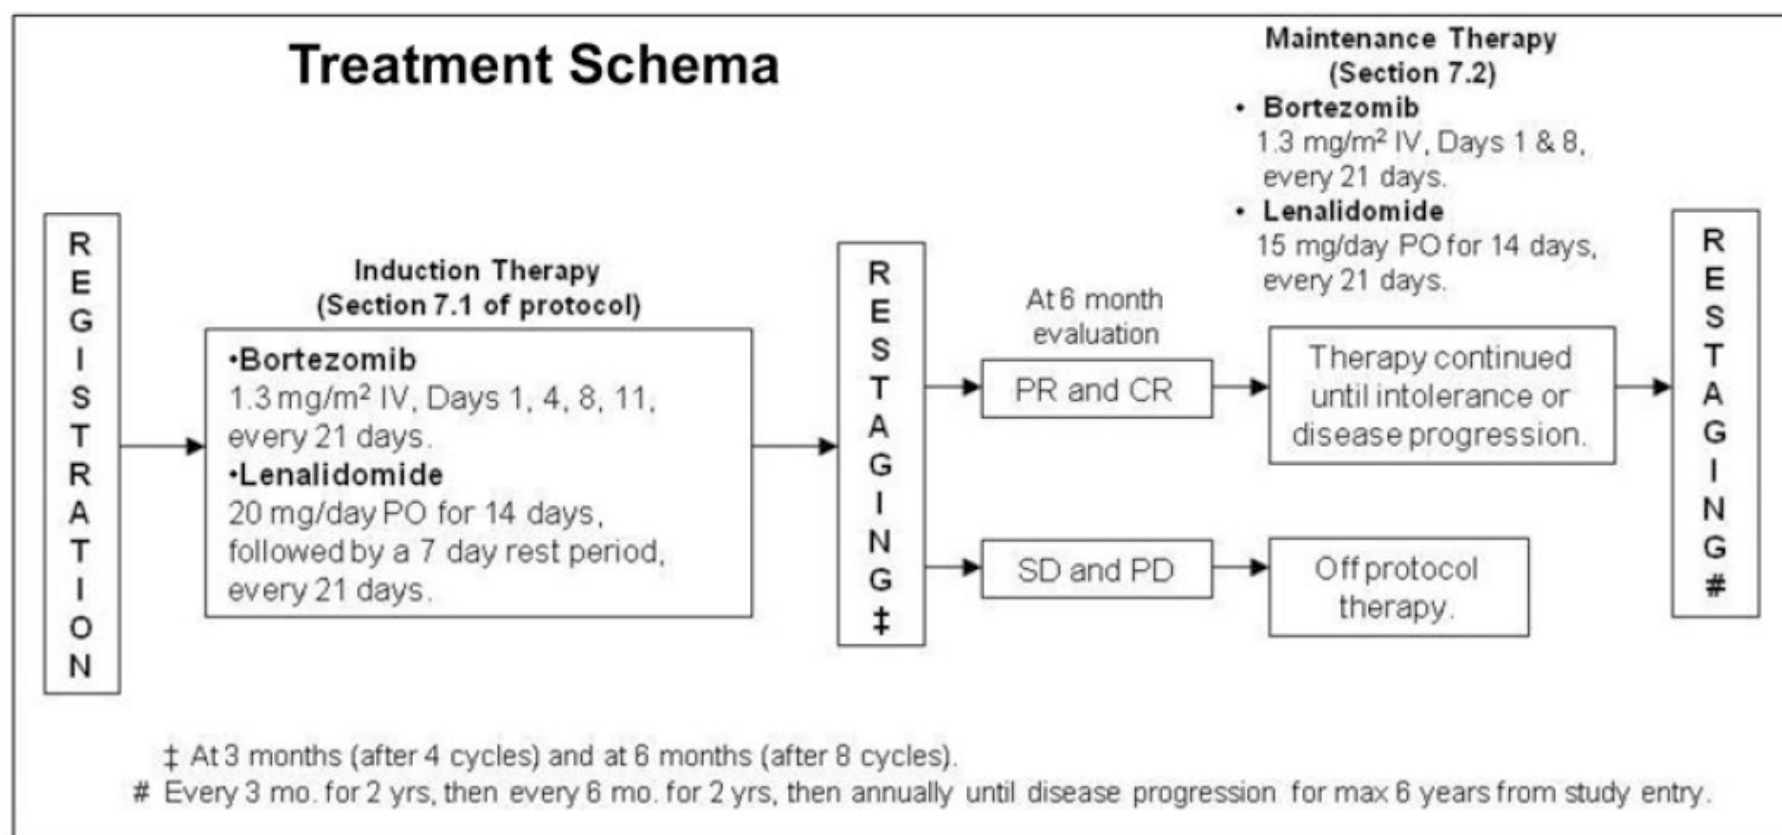 Treatment Schema
REGISTRATION
Induction Therapy
(Section 7.1 of protocol)
•Bortezomib
1.3 mg/m² IV, Days 1, 4, 8, 11,
every 21 days.
•Lenalidomide
20 mg/day PO for 14 days,
followed by a 7 day rest period,
every 21 days.
RESTAGING‡
At 6 month
evaluation
PR and CR
SD and PD
Maintenance Therapy
(Section 7.2)
• Bortezomib
1.3 mg/m² IV, Days 1 & 8,
every 21 days.
• Lenalidomide
15 mg/day PO for 14 days,
every 21 days.
Therapy continued
until intolerance or
disease progression.
Off protocol
therapy.
RESTAGING#
‡ At 3 months (after 4 cycles) and at 6 months (after 8 cycles).
# Every 3 mo. for 2 yrs, then every 6 mo. for 2 yrs, then annually until disease progression for max 6 years from study entry.